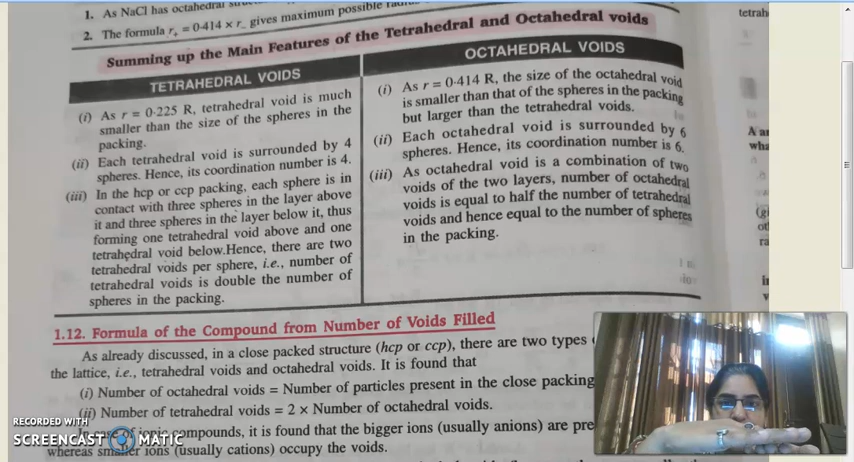 1. As NaCl has octahedral
2. The formula r₊ = 0·414 × r₋ gives maximum possible
Summing up the Main Features of the Tetrahedral and Octahedral voids
TETRAHEDRAL VOIDS
(i) As r = 0·225 R, tetrahedral void is much
smaller than the size of the spheres in the
packing.
(ii) Each tetrahedral void is surrounded by 4
spheres. Hence, its coordination number is 4.
(iii) In the hcp or ccp packing, each sphere is in
contact with three spheres in the layer above
it and three spheres in the layer below it, thus
forming one tetrahedral void above and one
tetrahedral void below.Hence, there are two
tetrahedral voids per sphere, i.e., number of
tetrahedral voids is double the number of
spheres in the packing.
OCTAHEDRAL VOIDS
(i) As r = 0·414 R, the size of the octahedral void
is smaller than that of the spheres in the packing
but larger than the tetrahedral voids.
(ii) Each octahedral void is surrounded by 6
spheres. Hence, its coordination number is 6.
(iii) As octahedral void is a combination of two
voids of the two layers, number of octahedral
voids is equal to half the number of tetrahedral
voids and hence equal to the number of spheres
in the packing.
1.12. Formula of the Compound from Number of Voids Filled
As already discussed, in a close packed structure (hcp or ccp), there are two types
the lattice, i.e., tetrahedral voids and octahedral voids. It is found that
(i) Number of octahedral voids = Number of particles present in the close packing
(ii) Number of tetrahedral voids = 2 × Number of octahedral voids.
In case of ionic compounds, it is found that the bigger ions (usually anions) are pre
whereas smaller ions (usually cations) occupy the voids.
tetrah
A
wha
RECORDED WITH
SCREENCAST MATIC